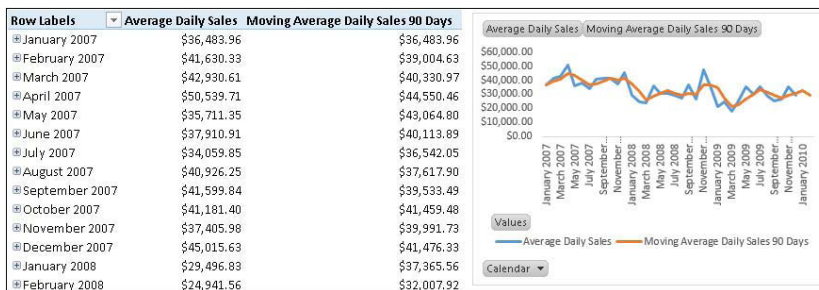 Row Labels Average Daily Sales Moving Average Daily Sales 90 Days
January 2007 $36,483.96 $36,483.96
February 2007 $41,630.33 $39,004.63
March 2007 $42,930.61 $40,330.97
April 2007 $50,539.71 $44,550.46
May 2007 $35,711.35 $43,064.80
June 2007 $37,910.91 $40,113.89
July 2007 $34,059.85 $36,542.05
August 2007 $40,926.25 $37,617.90
September 2007 $41,599.84 $39,533.49
October 2007 $41,181.40 $41,459.48
November 2007 $37,405.98 $39,991.73
December 2007 $45,015.63 $41,476.33
January 2008 $29,496.83 $37,365.56
February 2008 $24,941.56 $32,007.92
Average Daily Sales Moving Average Daily Sales 90 Days
$60,000.00
$50,000.00
$40,000.00
$30,000.00
$20,000.00
$10,000.00
$0.00
January 2007
March 2007
May 2007
July 2007
September...
November...
January 2008
March 2008
May 2008
July 2008
September...
November...
January 2009
March 2009
May 2009
July 2009
September...
November...
January 2010
Values
Average Daily Sales Moving Average Daily Sales 90 Days
Calendar